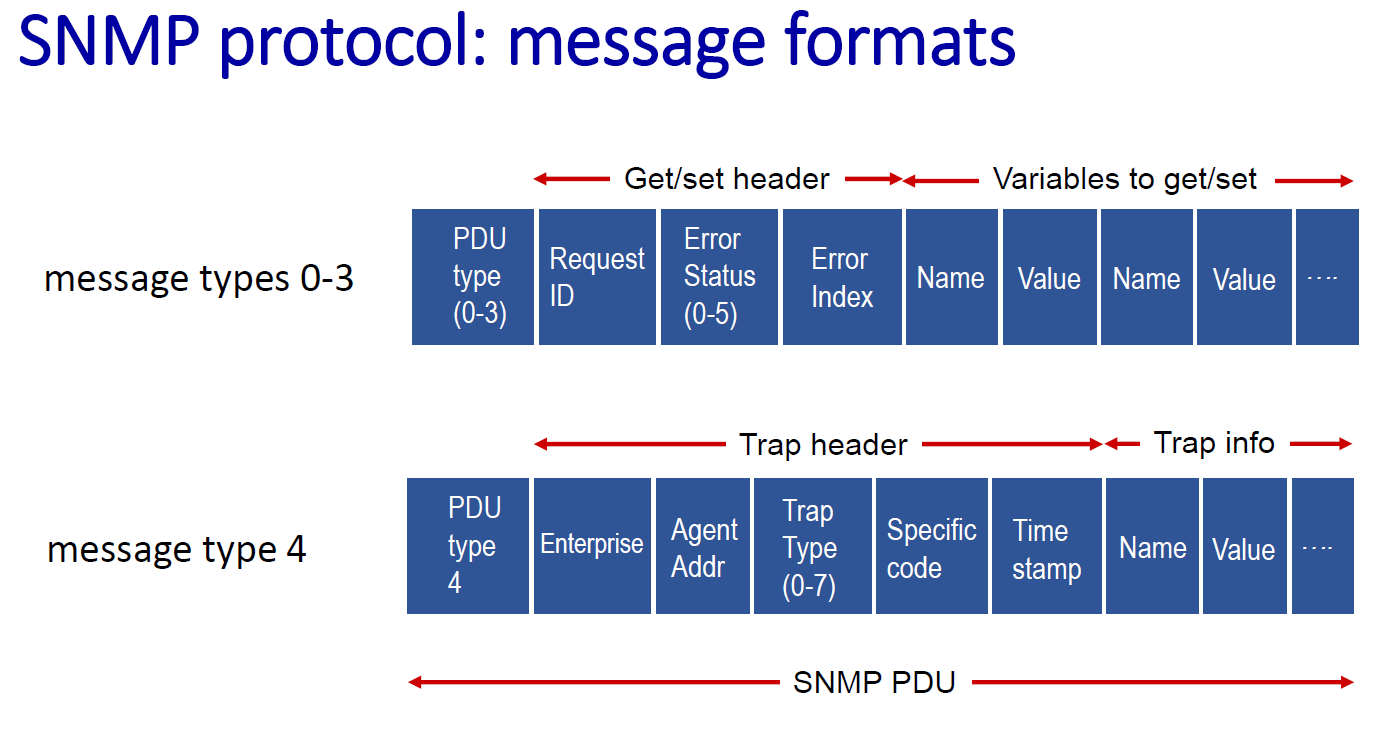 SNMP protocol: message formats
Get/set header
Variables to get/set
message types 0-3
PDU
type
(0-3)
Request
ID
Error
Status
(0-5)
Error
Index
Name
Value
Name
Value
....
Trap header
Trap info
message type 4
PDU
type
4
Enterprise
Agent
Addr
Trap
Type
(0-7)
Specific
code
Time
stamp
Name
Value
....
SNMP PDU